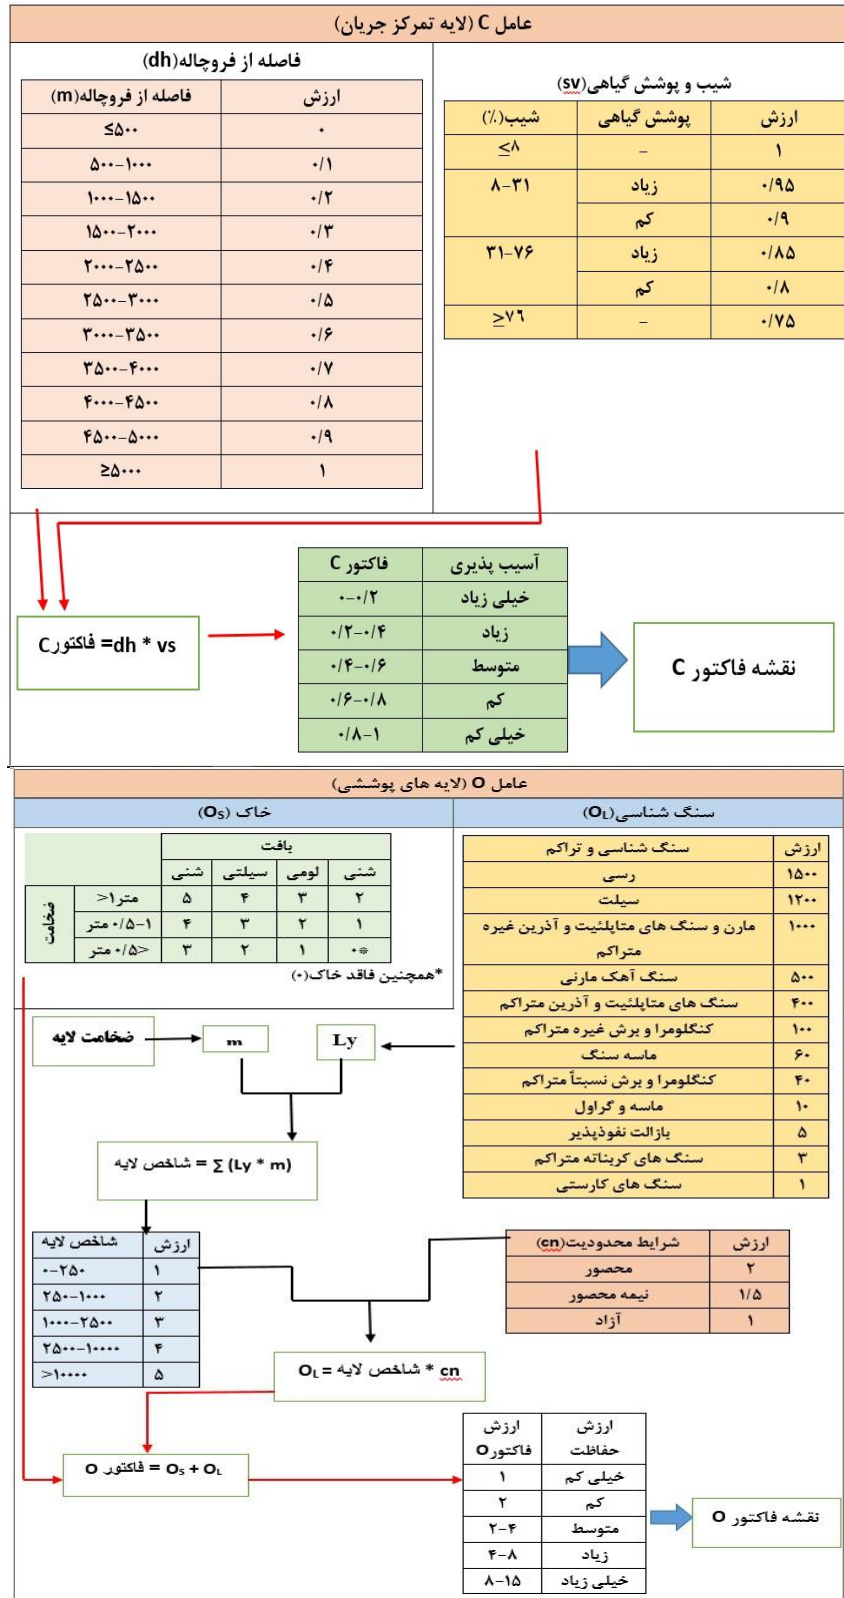 عامل C (لایه تمرکز جریان)
شیب و پوشش گیاهی(sv)
شیب(٪) پوشش گیاهی ارزش
≤۸ – ۱
۸-۳۱ زیاد ۰/۹۵
کم ۰/۹
۳۱-۷۶ زیاد ۰/۸۵
کم ۰/۸
≥۷٦ – ۰/۷۵
فاصله از فروچاله(dh)
فاصله از فروچاله(m) ارزش
≤۵۰۰ ۰
۵۰۰-۱۰۰۰ ۰/۱
۱۰۰۰-۱۵۰۰ ۰/۲
۱۵۰۰-۲۰۰۰ ۰/۳
۲۰۰۰-۲۵۰۰ ۰/۴
۲۵۰۰-۳۰۰۰ ۰/۵
۳۰۰۰-۳۵۰۰ ۰/۶
۳۵۰۰-۴۰۰۰ ۰/۷
۴۰۰۰-۴۵۰۰ ۰/۸
۴۵۰۰-۵۰۰۰ ۰/۹
≥۵۰۰۰ ۱
dh * vs= فاکتورC
فاکتور C آسیب پذیری
۰-۰/۲ خیلی زیاد
۰/۲-۰/۴ زیاد
۰/۴-۰/۶ متوسط
۰/۶-۰/۸ کم
۰/۸-۱ خیلی کم
نقشه فاکتور C
عامل O (لایه های پوششی)
سنگ شناسی(OL)
ارزش سنگ شناسی و تراکم
۱۵۰۰ رسی
۱۲۰۰ سیلت
۱۰۰۰ مارن و سنگ های متاپلئیت و آذرین غیره
متراکم
۵۰۰ سنگ آهک مارنی
۴۰۰ سنگ های متاپلئیت و آذرین متراکم
۱۰۰ کنگلومرا و برش غیره متراکم
۶۰ ماسه سنگ
۴۰ کنگلومرا و برش نسبتاً متراکم
۱۰ ماسه و گراول
۵ بازالت نفوذپذیر
۳ سنگ های کربناته متراکم
۱ سنگ های کارستی
خاک (OS)
بافت
شنی سیلتی لومی شنی
ضخامت
متر۱< ۵ ۴ ۳ ۲
۰/۵-۱ متر ۴ ۳ ۲ ۱
<۰/۵ متر ۳ ۲ ۱ ۰*
*همچنین فاقد خاک(۰)
ضخامت لایه
m
Ly
شاخص لایه = ∑ (Ly * m)
شاخص لایه ارزش
۰-۲۵۰ ۱
۲۵۰-۱۰۰۰ ۲
۱۰۰۰-۲۵۰۰ ۳
۲۵۰۰-۱۰۰۰۰ ۴
>۱۰۰۰۰ ۵
شرایط محدودیت(cn) ارزش
محصور ۲
نیمه محصور ۱/۵
آزاد ۱
OL = شاخص لایه * cn
فاکتور O = OS + OL
ارزش فاکتورO ارزش حفاظت
۱ خیلی کم
۲ کم
۲-۴ متوسط
۴-۸ زیاد
۸-۱۵ خیلی زیاد
نقشه فاکتور O